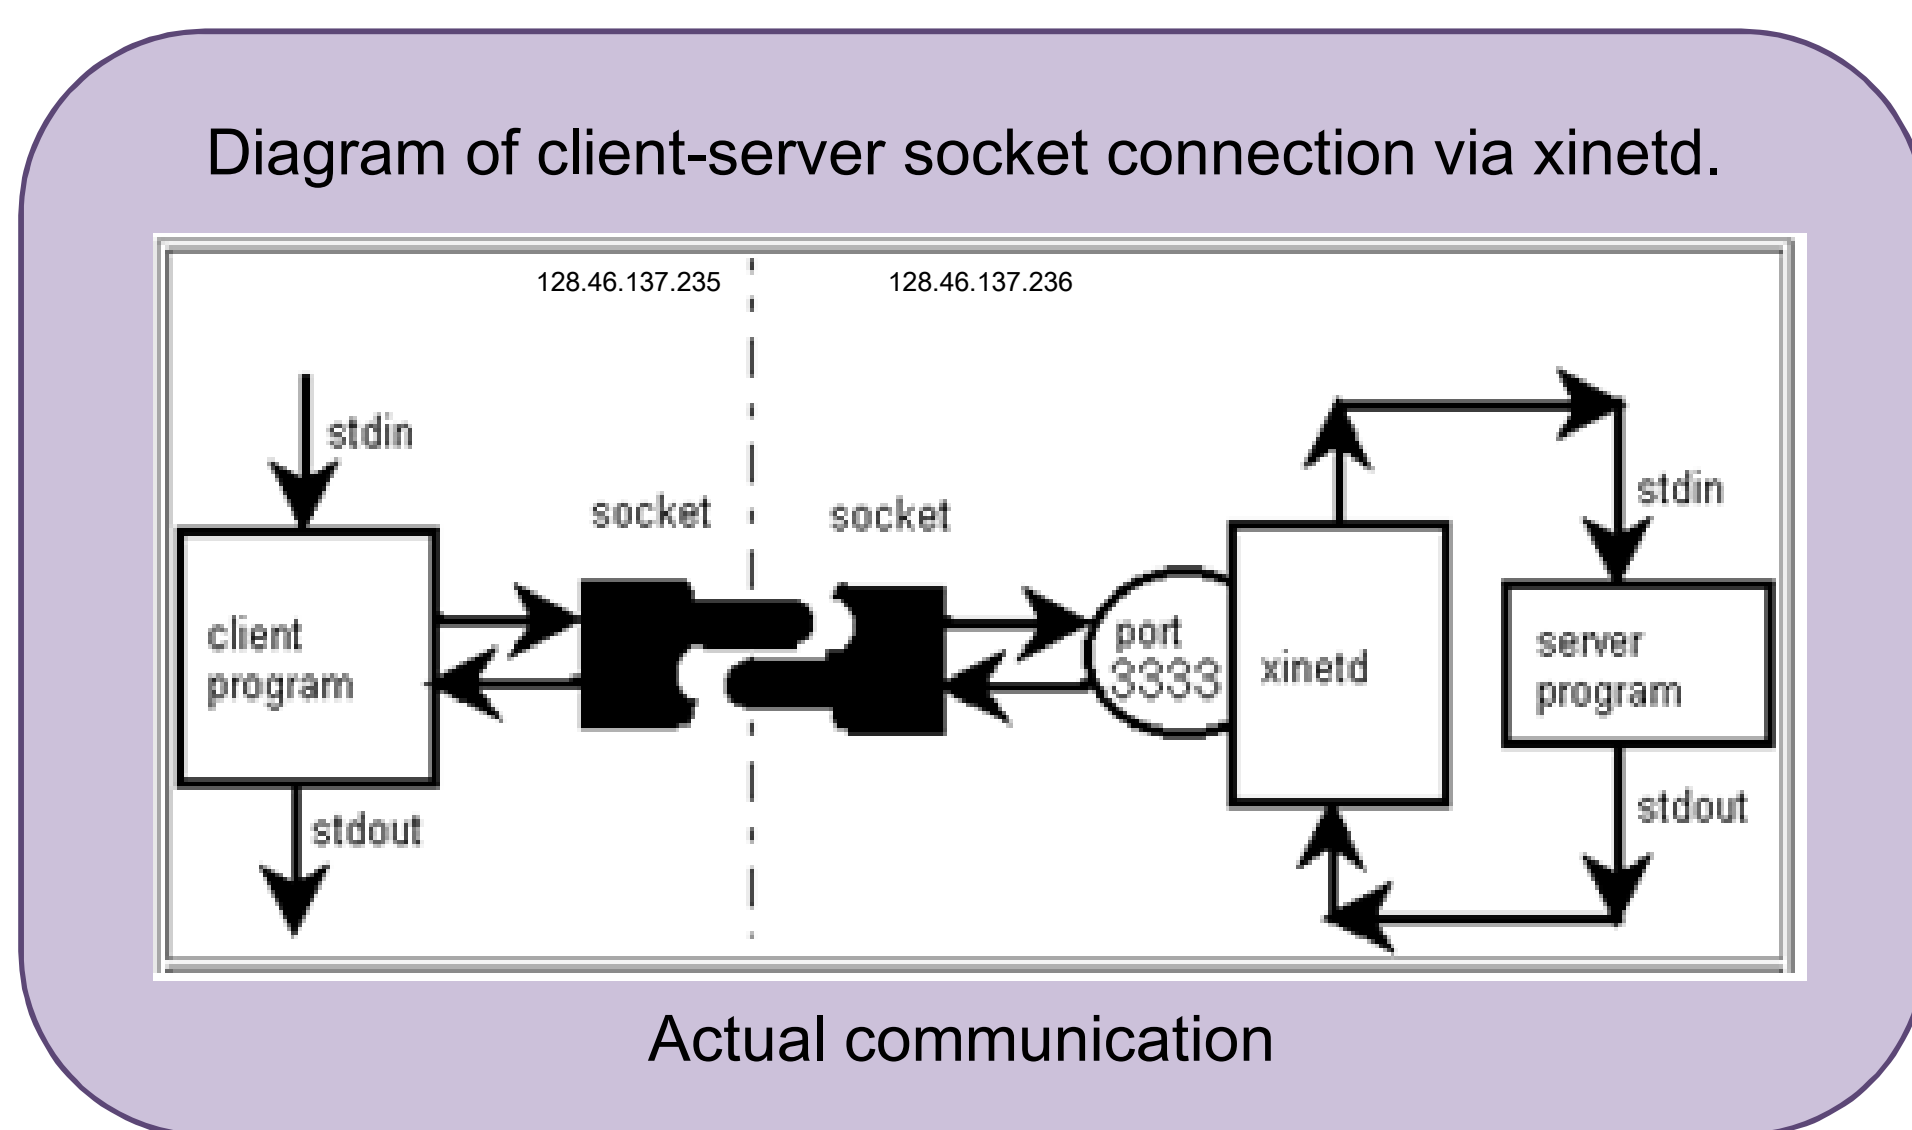 Diagram of client-server socket connection via xinetd.
128.46.137.235
128.46.137.236
stdin
socket
socket
stdin
client
program
port
3333
xinetd
server
program
stdout
stdout
Actual communication